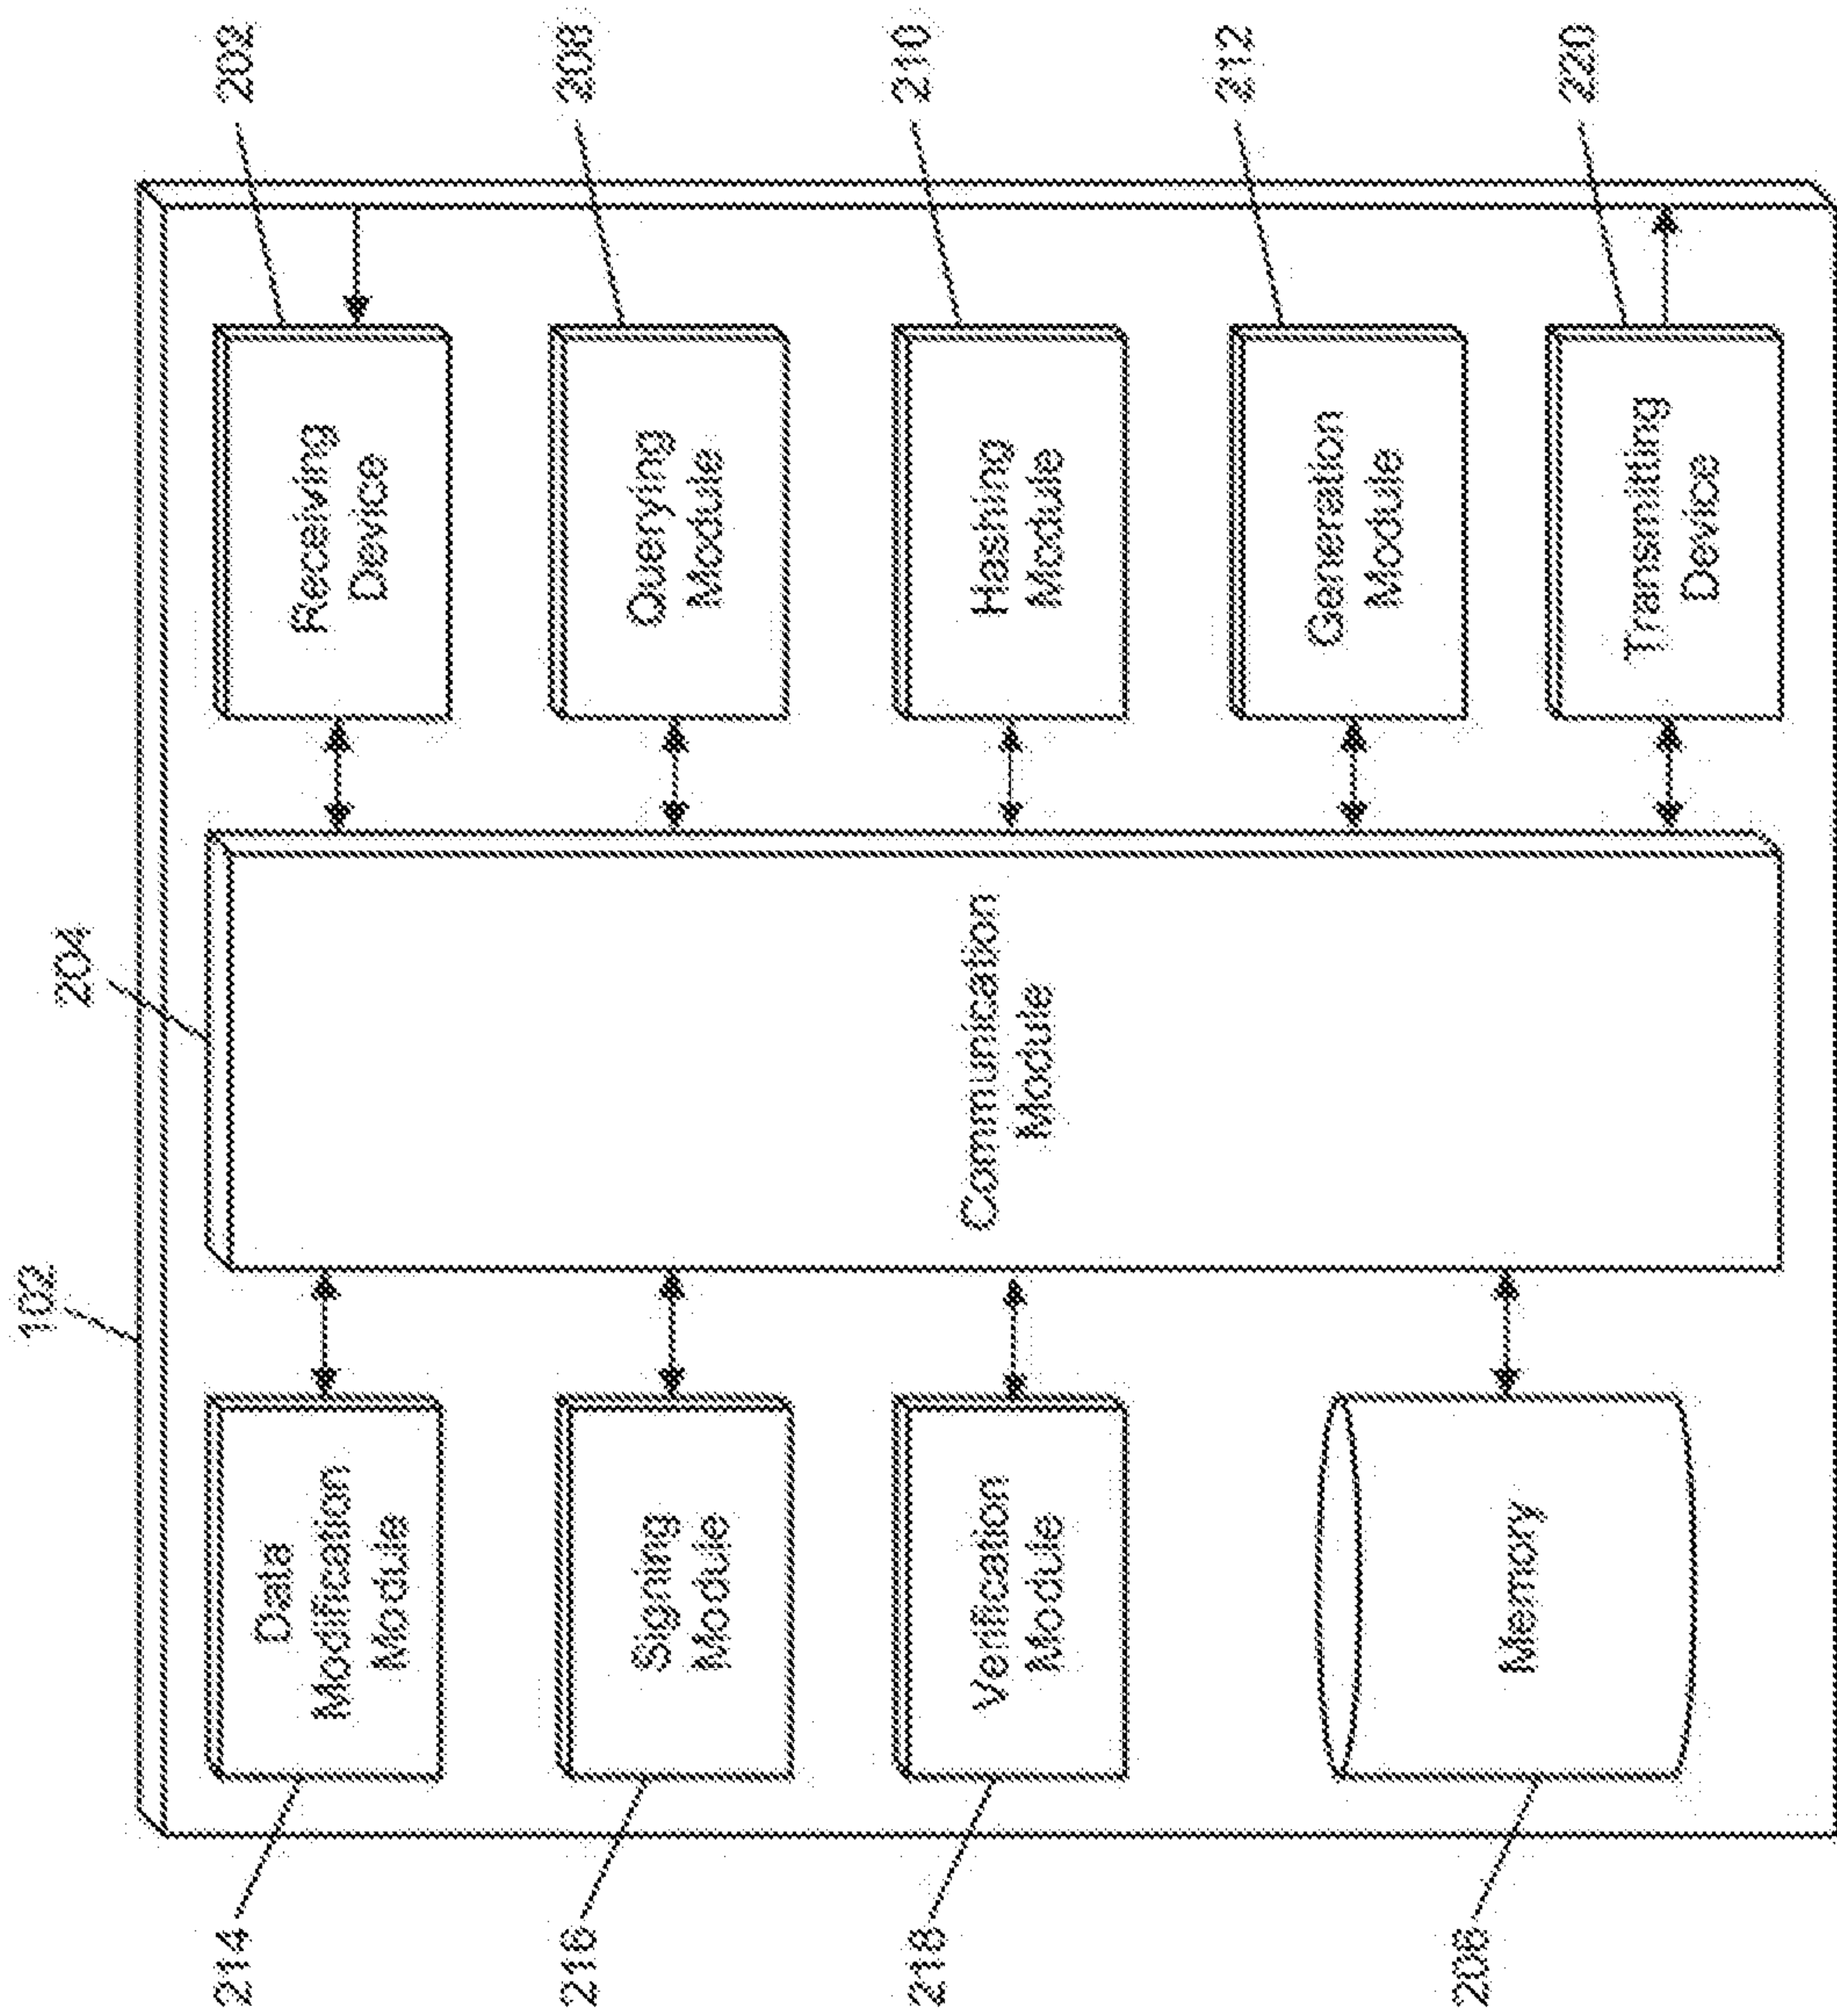 102
204
202
214
Data
Modification
Module
Receiving
Device
208
216
Signing
Module
Querying
Module
210
218
Verification
Module
Communication
Module
Hashing
Module
212
Generation
Module
206
Memory
220
Transmitting
Device